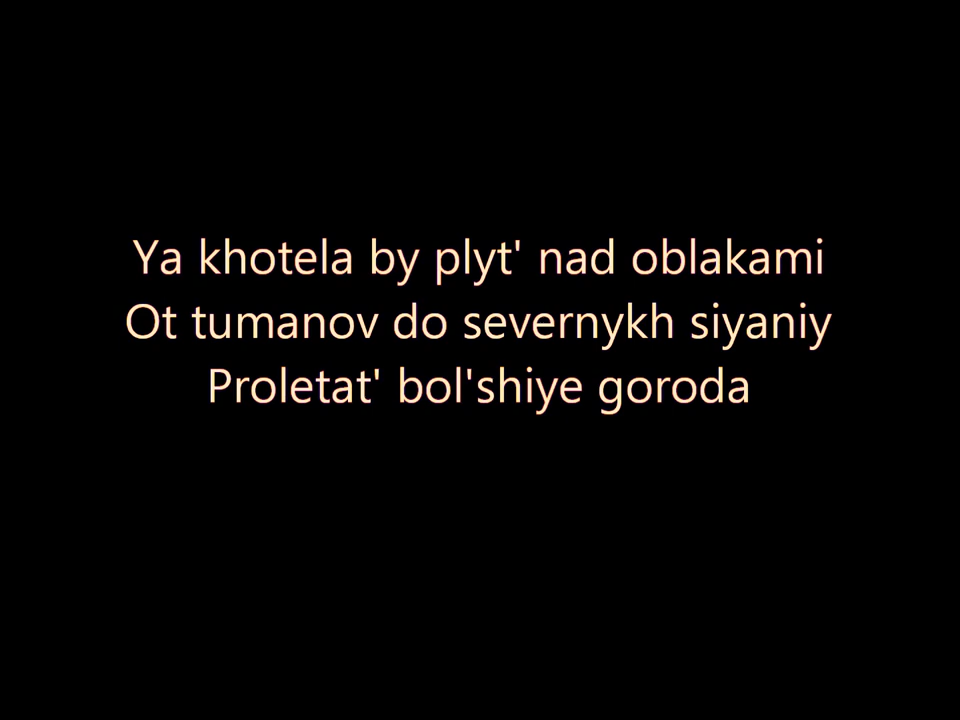 Ya khotela by plyt' nad oblakami
Ot tumanov do severnykh siyaniy
Proletat' bol'shiye goroda